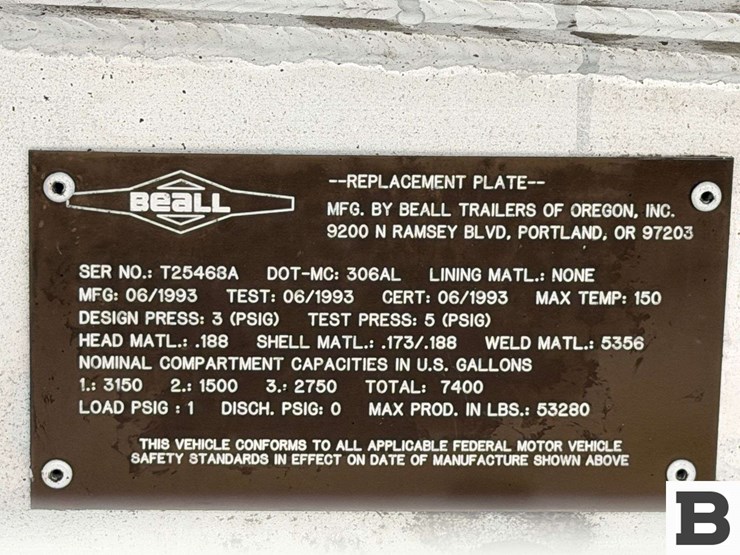 BEALL
--REPLACEMENT PLATE--
MFG. BY BEALL TRAILERS OF OREGON, INC.
9200 N RAMSEY BLVD, PORTLAND, OR 97203
SER NO.: T25468A DOT-MC: 306AL LINING MATL.: NONE
MFG: 06/1993 TEST: 06/1993 CERT: 06/1993 MAX TEMP: 150
DESIGN PRESS: 3 (PSIG) TEST PRESS: 5 (PSIG)
HEAD MATL.: .188 SHELL MATL.: .173/.188 WELD MATL.: 5356
NOMINAL COMPARTMENT CAPACITIES IN U.S. GALLONS
1.: 3150 2.: 1500 3.: 2750 TOTAL: 7400
LOAD PSIG : 1 DISCH. PSIG: 0 MAX PROD. IN LBS.: 53280
THIS VEHICLE CONFORMS TO ALL APPLICABLE FEDERAL MOTOR VEHICLE
SAFETY STANDARDS IN EFFECT ON DATE OF MANUFACTURE SHOWN ABOVE
B